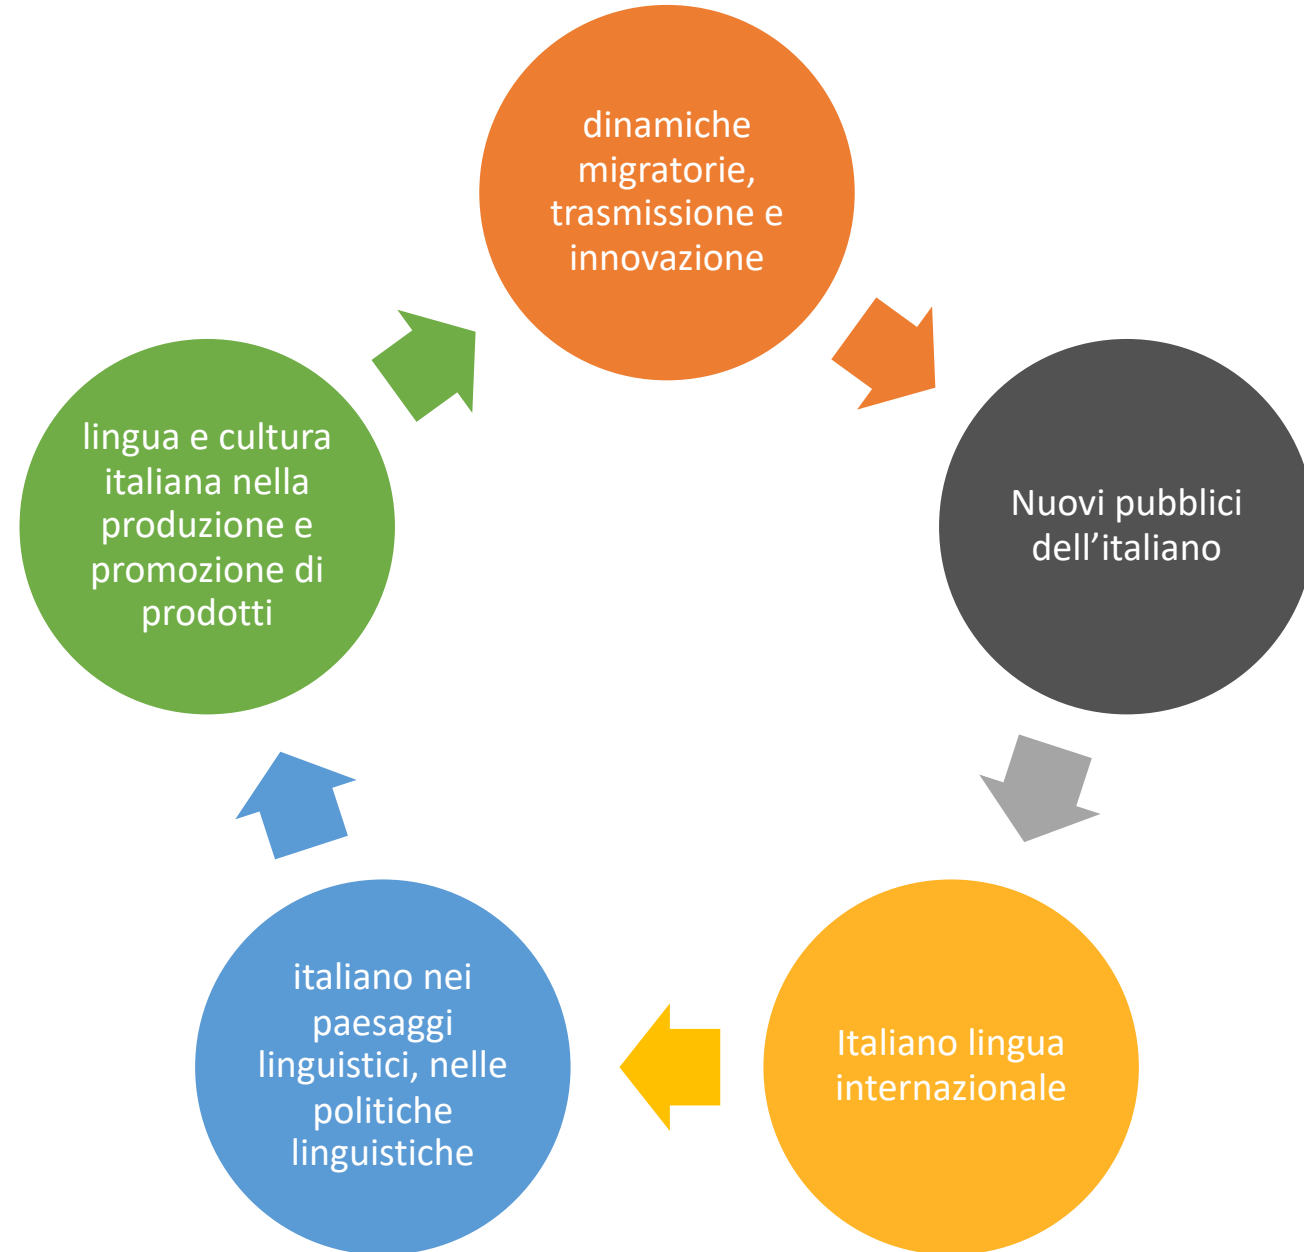 dinamiche
migratorie,
trasmissione e
innovazione
Nuovi pubblici
dell’italiano
Italiano lingua
internazionale
italiano nei
paesaggi
linguistici, nelle
politiche
linguistiche
lingua e cultura
italiana nella
produzione e
promozione di
prodotti